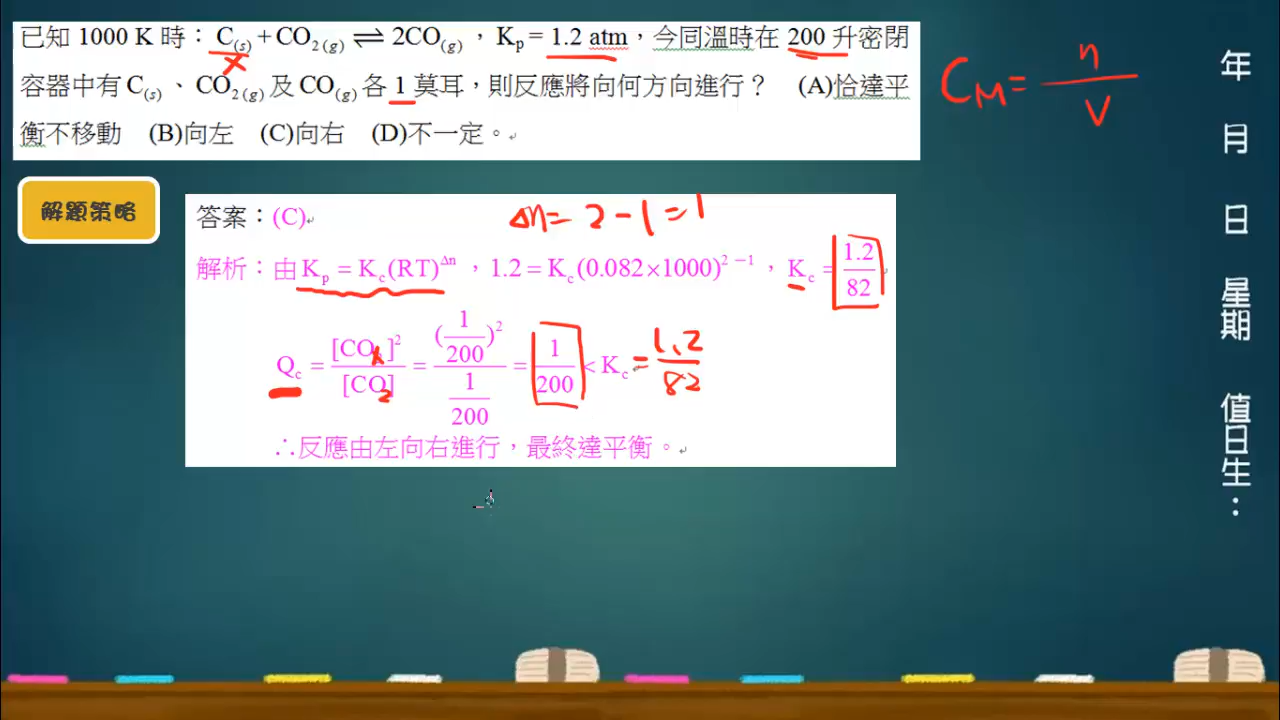 已知 1000 K 時：C(s) + CO2(g) ⇌ 2CO(g)，Kp = 1.2 atm，今同溫時在 200 升密閉
容器中有 C(s)、CO2(g) 及 CO(g) 各 1 莫耳，則反應將向何方向進行？ (A)恰達平
衡不移動 (B)向左 (C)向右 (D)不一定。
CM = n/V
解題策略
答案：(C)
Δn = 2 − 1 = 1
解析：由 Kp = Kc(RT)^Δn，1.2 = Kc(0.082×1000)^2−1，Kc = 1.2/82
Qc = [CO]^2/[CO2] = (1/200)^2/(1/200) = 1/200 < Kc = 1.2/82
∴反應由左向右進行，最終達平衡。
年 月 日 星期 值日生：